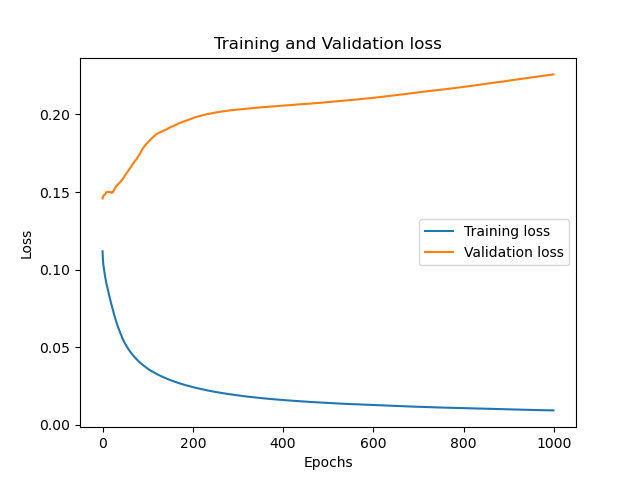 Training and Validation loss
0.20
0.15
0.10
0.05
0.00
Loss
Training loss
Validation loss
0 200 400 600 800 1000
Epochs